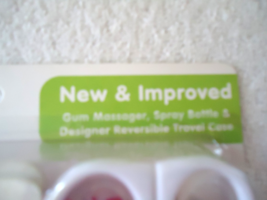 New & Improved
Gum Massager, Spray Bottle &
Designer Reversible Travel Case